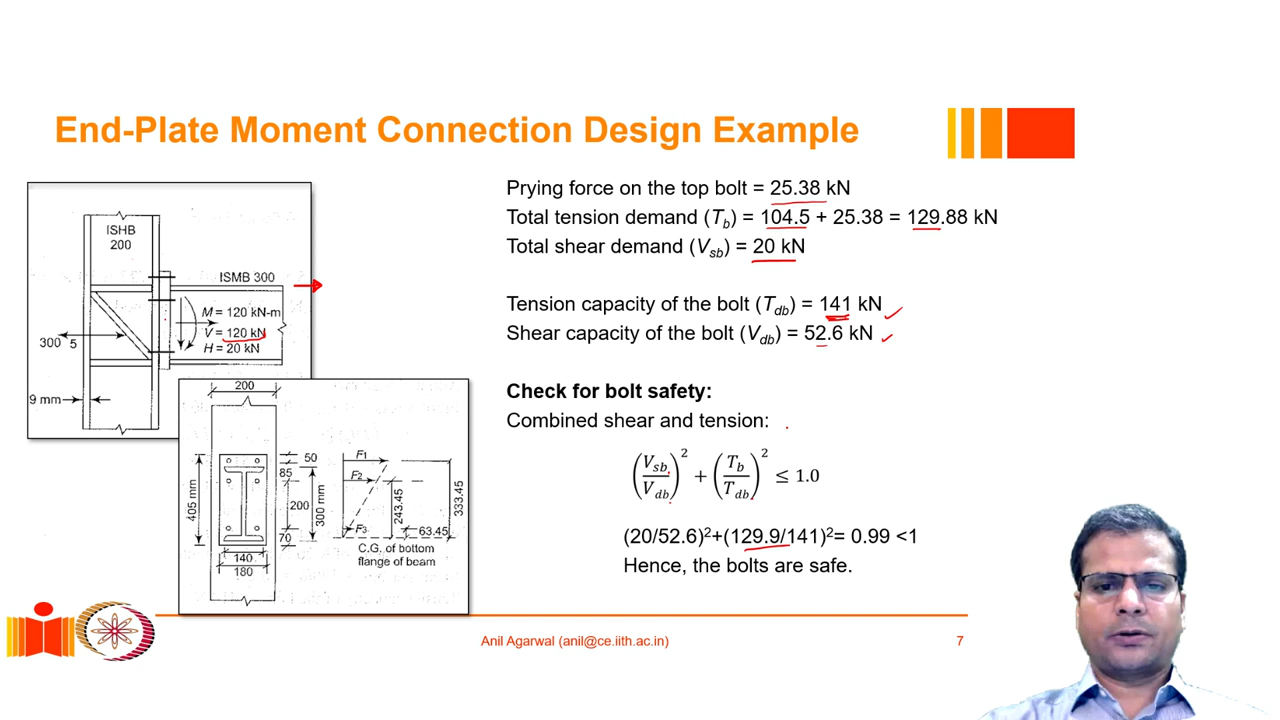 End-Plate Moment Connection Design Example
ISHB
200
ISMB 300
M = 120 kN-m
V = 120 kN
H = 20 kN
300 5
9 mm
200
50
85
200
300 mm
70
405 mm
140
180
F1
F2
F3
243.45
63.45
333.45
C.G. of bottom
flange of beam
Prying force on the top bolt = 25.38 kN
Total tension demand (Tb) = 104.5 + 25.38 = 129.88 kN
Total shear demand (Vsb) = 20 kN
Tension capacity of the bolt (Tdb) = 141 kN
Shear capacity of the bolt (Vdb) = 52.6 kN
Check for bolt safety:
Combined shear and tension:
(Vsb/Vdb)² + (Tb/Tdb)² ≤ 1.0
(20/52.6)²+(129.9/141)²= 0.99 <1
Hence, the bolts are safe.
Anil Agarwal (anil@ce.iith.ac.in)
7